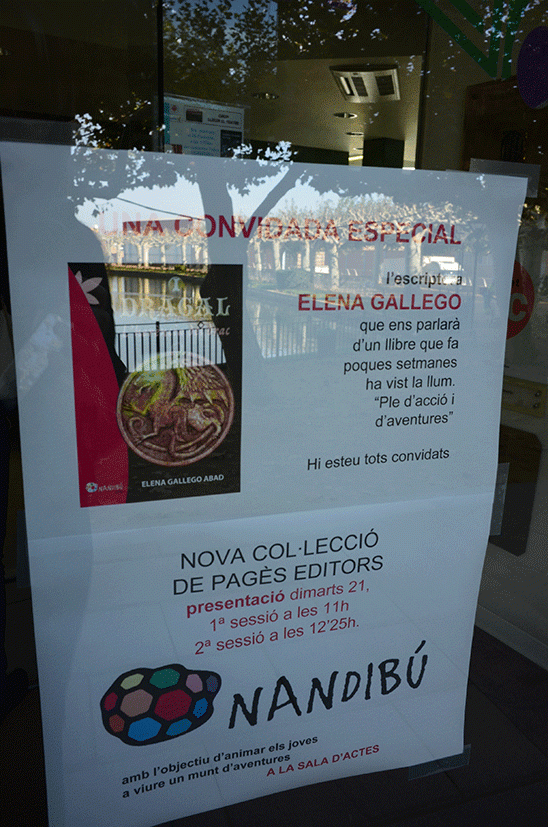 UNA CONVIDADA ESPECIAL
l'escriptora
ELENA GALLEGO
que ens parlarà
d'un llibre que fa
poques setmanes
ha vist la llum.
"Ple d'acció i
d'aventures"
Hi esteu tots convidats
DRACAL
NANDIBÚ
ELENA GALLEGO ABAD
NOVA COL·LECCIÓ
DE PAGÈS EDITORS
presentació dimarts 21,
1ª sessió a les 11h
2ª sessió a les 12'25h.
NANDIBÚ
amb l'objectiu d'animar els joves
a viure un munt d'aventures
A LA SALA D'ACTES